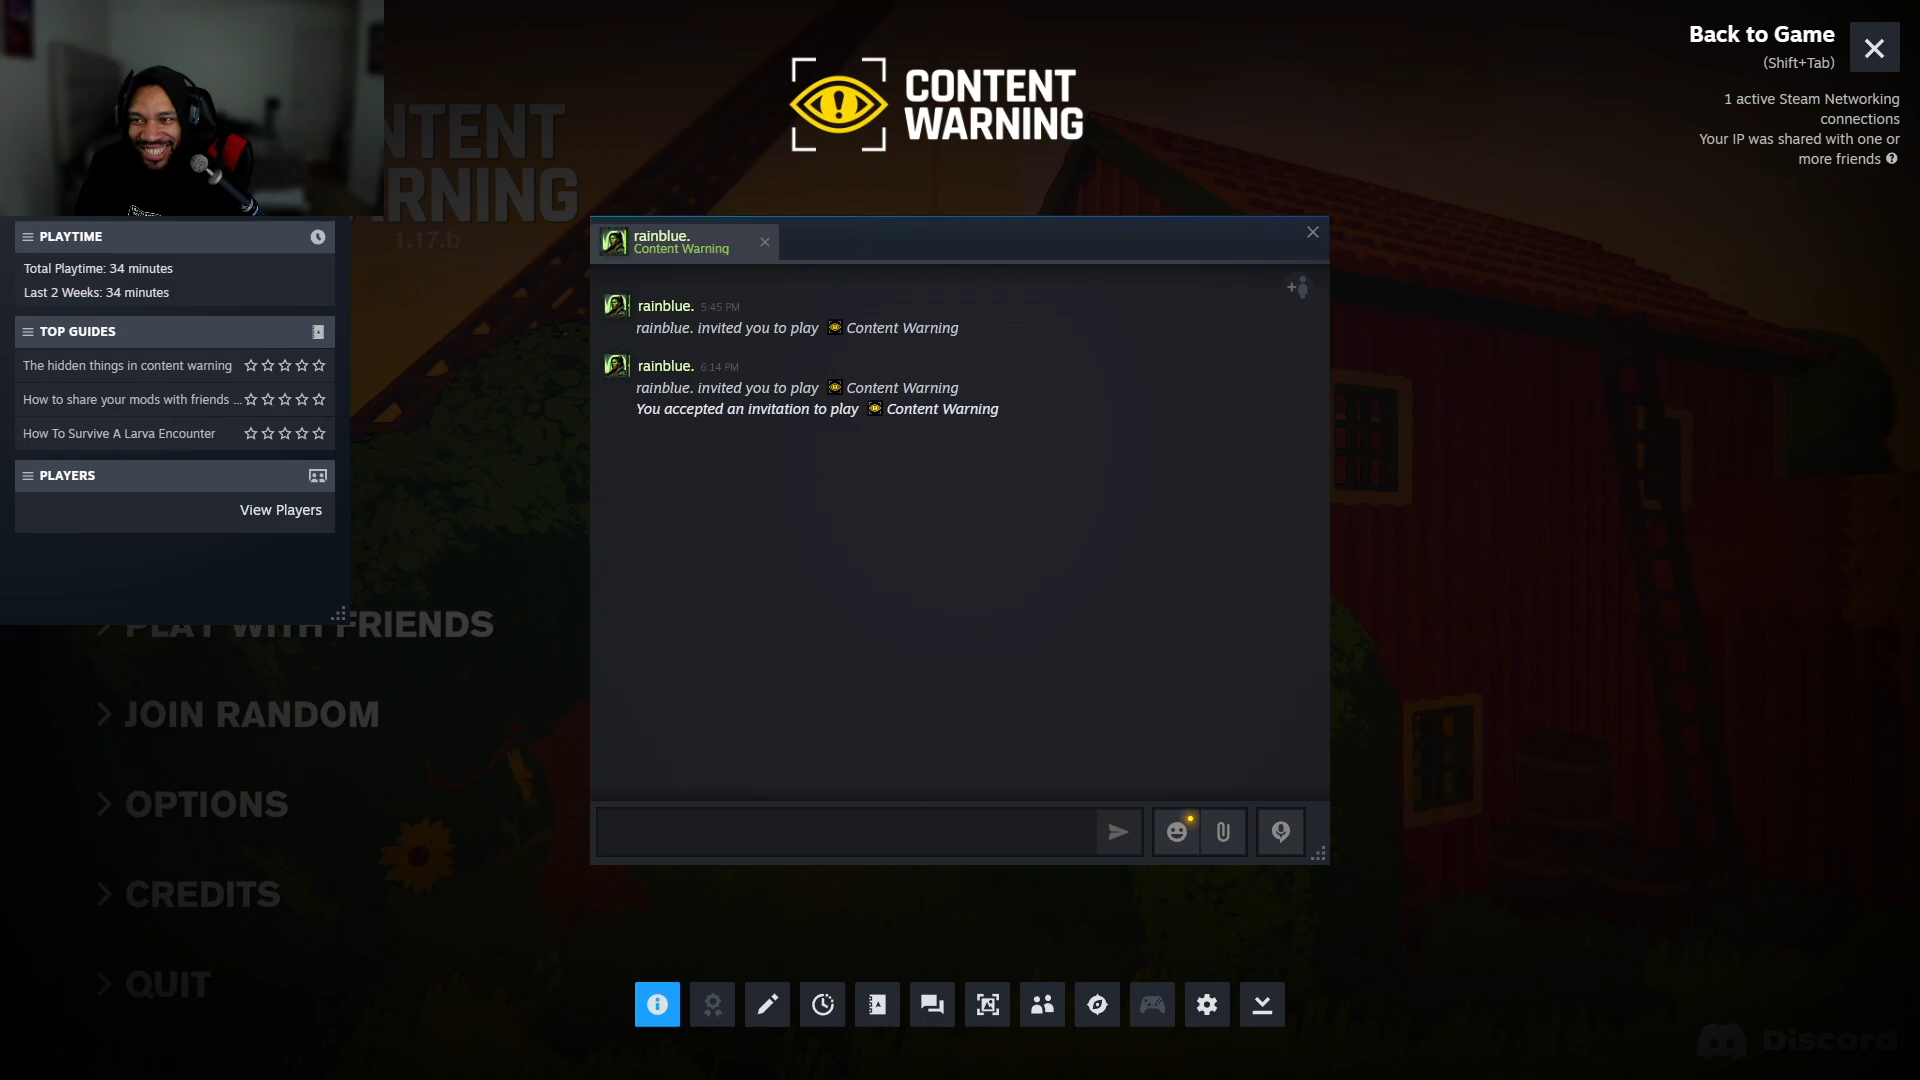 CONTENT
WARNING
Back to Game
(Shift+Tab)
1 active Steam Networking
connections
Your IP was shared with one or
more friends
NTENT
RNING
1.17.b
PLAYTIME
Total Playtime: 34 minutes
Last 2 Weeks: 34 minutes
TOP GUIDES
The hidden things in content warning
How to share your mods with friends ...
How To Survive A Larva Encounter
PLAYERS
View Players
rainblue.
Content Warning
rainblue. 5:45 PM
rainblue. invited you to play Content Warning
rainblue. 6:14 PM
rainblue. invited you to play Content Warning
You accepted an invitation to play Content Warning
PLAY WITH FRIENDS
JOIN RANDOM
OPTIONS
CREDITS
QUIT
Discord